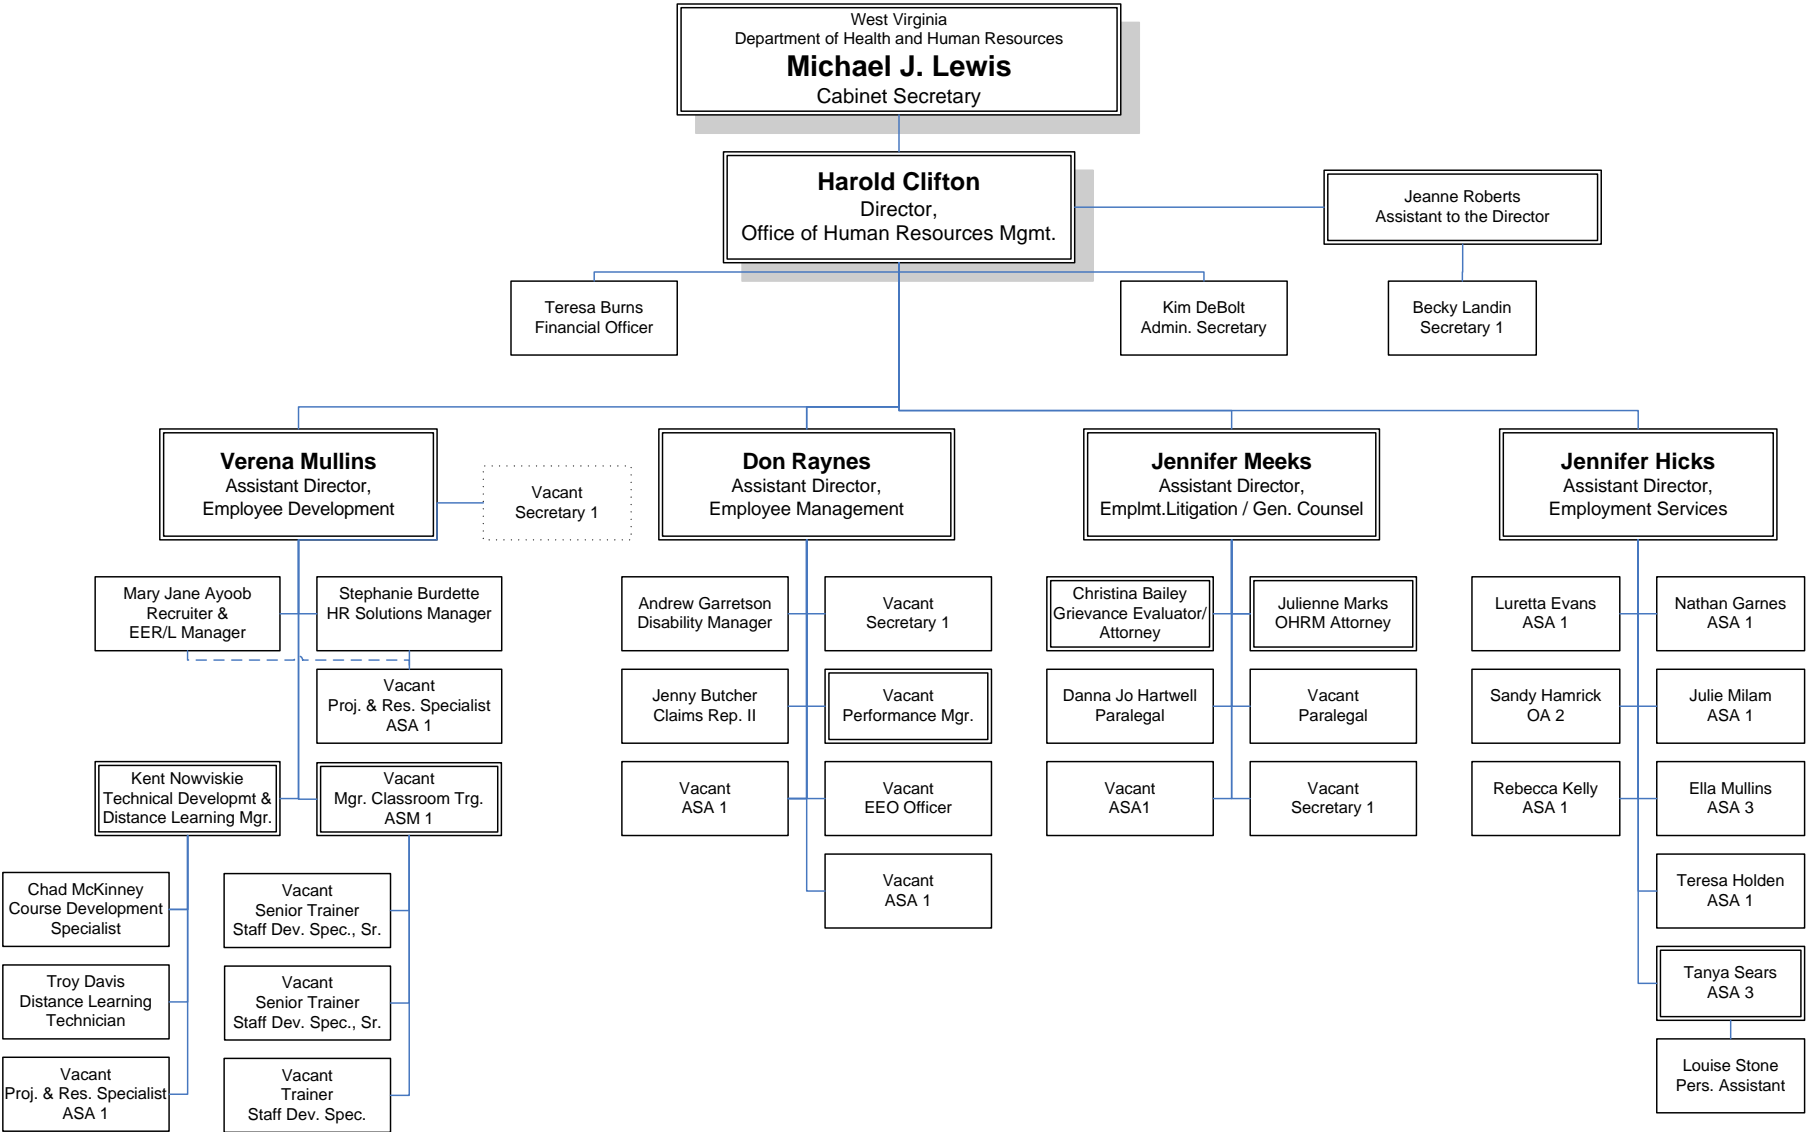 West Virginia
Department of Health and Human Resources
Michael J. Lewis
Cabinet Secretary
Harold Clifton
Director,
Office of Human Resources Mgmt.
Jeanne Roberts
Assistant to the Director
Teresa Burns
Financial Officer
Kim DeBolt
Admin. Secretary
Becky Landin
Secretary 1
Verena Mullins
Assistant Director,
Employee Development
Vacant
Secretary 1
Don Raynes
Assistant Director,
Employee Management
Jennifer Meeks
Assistant Director,
Emplmt.Litigation / Gen. Counsel
Jennifer Hicks
Assistant Director,
Employment Services
Mary Jane Ayoob
Recruiter &
EER/L Manager
Stephanie Burdette
HR Solutions Manager
Vacant
Proj. & Res. Specialist
ASA 1
Kent Nowviskie
Technical Developmt &
Distance Learning Mgr.
Vacant
Mgr. Classroom Trg.
ASM 1
Chad McKinney
Course Development
Specialist
Troy Davis
Distance Learning
Technician
Vacant
Proj. & Res. Specialist
ASA 1
Vacant
Senior Trainer
Staff Dev. Spec., Sr.
Vacant
Senior Trainer
Staff Dev. Spec., Sr.
Vacant
Trainer
Staff Dev. Spec.
Andrew Garretson
Disability Manager
Vacant
Secretary 1
Jenny Butcher
Claims Rep. II
Vacant
Performance Mgr.
Vacant
ASA 1
Vacant
EEO Officer
Vacant
ASA 1
Christina Bailey
Grievance Evaluator/
Attorney
Julienne Marks
OHRM Attorney
Danna Jo Hartwell
Paralegal
Vacant
Paralegal
Vacant
ASA1
Vacant
Secretary 1
Luretta Evans
ASA 1
Nathan Garnes
ASA 1
Sandy Hamrick
OA 2
Julie Milam
ASA 1
Rebecca Kelly
ASA 1
Ella Mullins
ASA 3
Teresa Holden
ASA 1
Tanya Sears
ASA 3
Louise Stone
Pers. Assistant